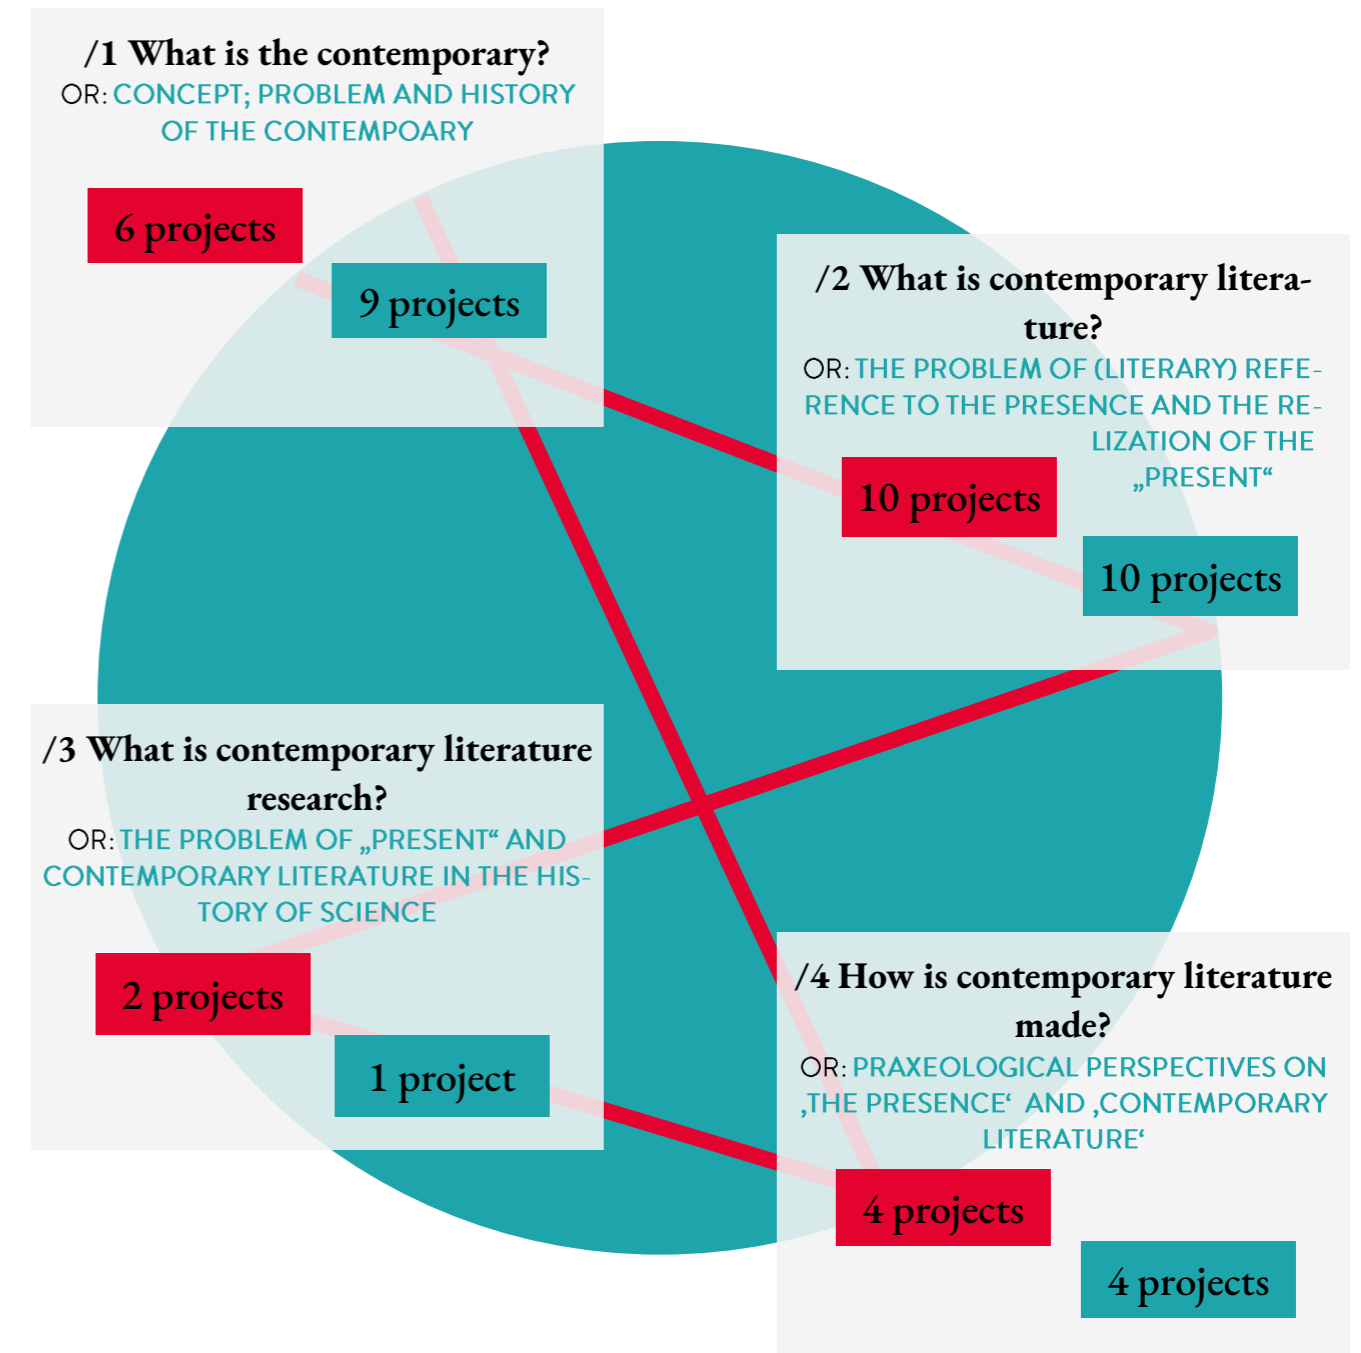 /1 What is the contemporary?
OR: CONCEPT; PROBLEM AND HISTORY
OF THE CONTEMPOARY
6 projects
9 projects
/2 What is contemporary litera-
ture?
OR: THE PROBLEM OF (LITERARY) REFE-
RENCE TO THE PRESENCE AND THE RE-
LIZATION OF THE
„PRESENT“
10 projects
10 projects
/3 What is contemporary literature
research?
OR: THE PROBLEM OF „PRESENT“ AND
CONTEMPORARY LITERATURE IN THE HIS-
TORY OF SCIENCE
2 projects
1 project
/4 How is contemporary literature
made?
OR: PRAXEOLOGICAL PERSPECTIVES ON
‚THE PRESENCE‘ AND ‚CONTEMPORARY
LITERATURE‘
4 projects
4 projects